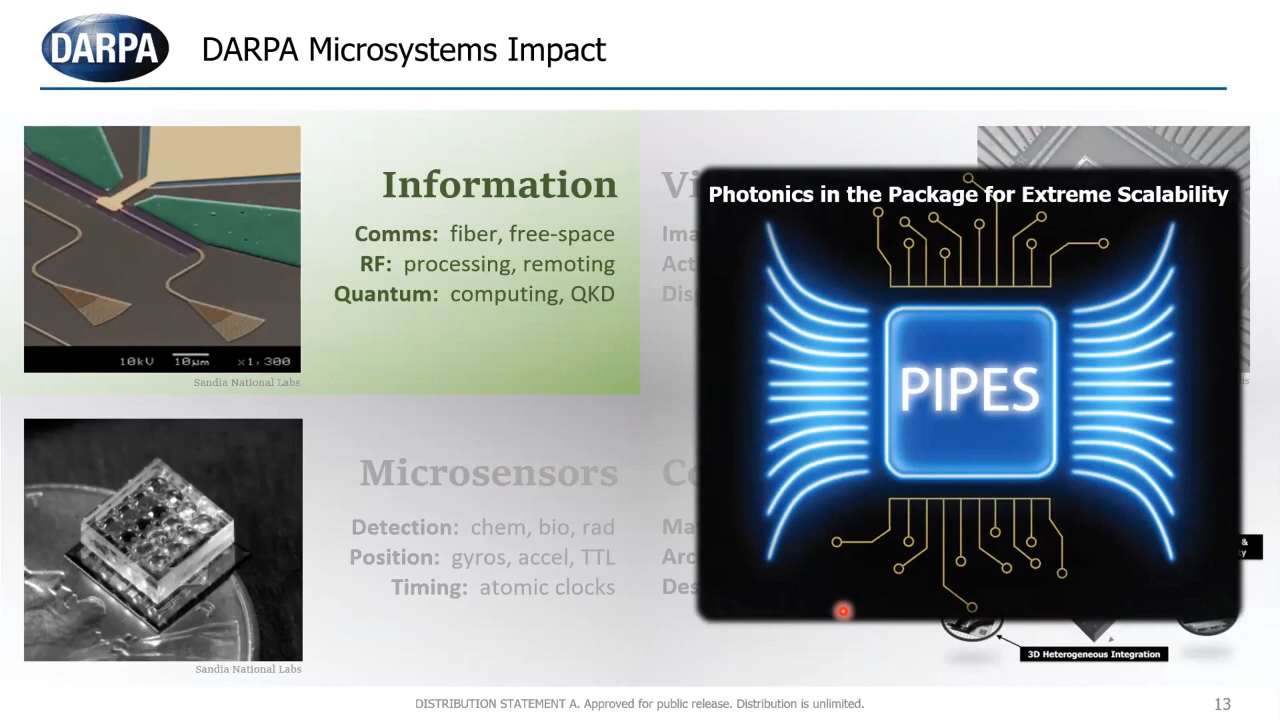 DARPA
DARPA Microsystems Impact
Information
Comms: fiber, free-space
RF: processing, remoting
Quantum: computing, QKD
10kV 10µm x1,300
Sandia National Labs
Photonics in the Package for Extreme Scalability
PIPES
Microsensors
Detection: chem, bio, rad
Position: gyros, accel, TTL
Timing: atomic clocks
Sandia National Labs
3D Heterogeneous Integration
DISTRIBUTION STATEMENT A. Approved for public release. Distribution is unlimited.
13